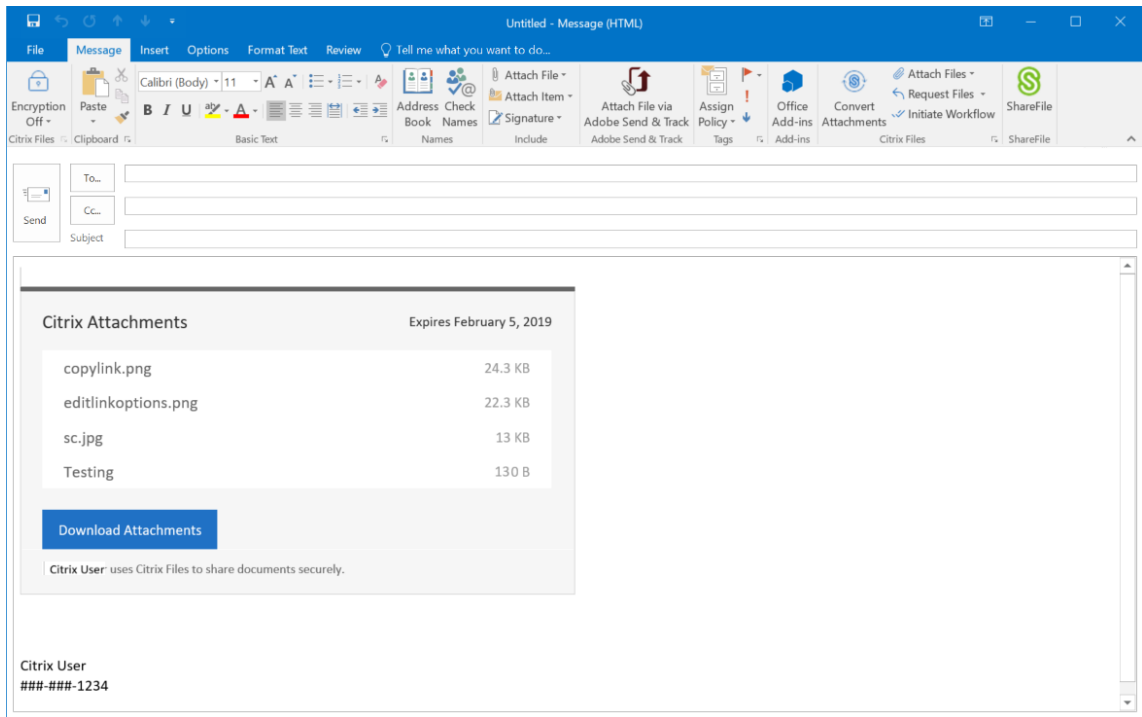 Untitled - Message (HTML)
File Message Insert Options Format Text Review Tell me what you want to do...
Encryption Off
Citrix Files
Paste
Clipboard
Calibri (Body) 11 A A
B I U aby A
Basic Text
Address Book
Check Names
Names
Attach File
Attach Item
Signature
Include
Attach File via Adobe Send & Track
Adobe Send & Track
Assign Policy
Tags
Office Add-ins
Add-ins
Convert Attachments
Attach Files
Request Files
Initiate Workflow
Citrix Files
ShareFile
ShareFile
Send
To...
Cc...
Subject
Citrix Attachments Expires February 5, 2019
copylink.png 24.3 KB
editlinkoptions.png 22.3 KB
sc.jpg 13 KB
Testing 130 B
Download Attachments
Citrix User uses Citrix Files to share documents securely.
Citrix User
###-###-1234